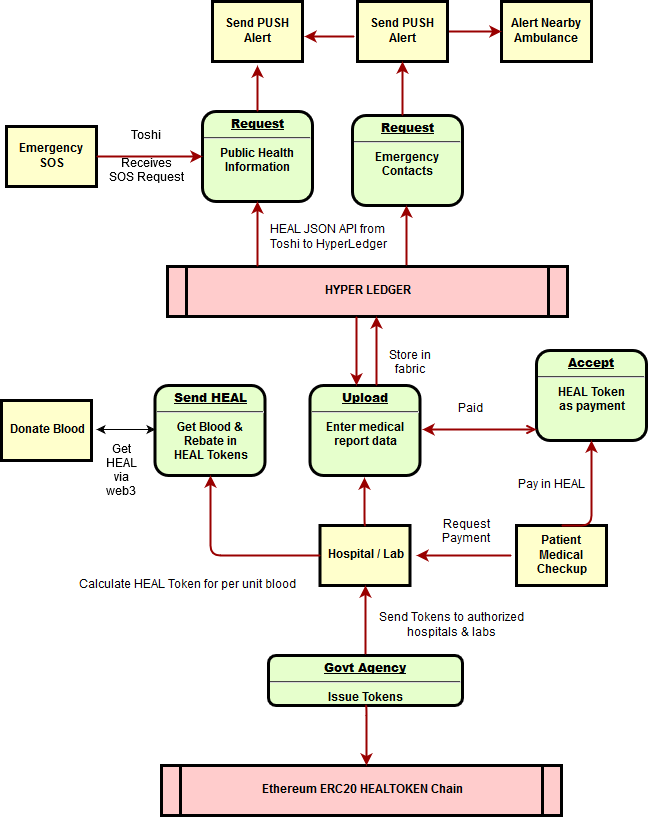 Send PUSH
Alert
Send PUSH
Alert
Alert Nearby
Ambulance
Emergency
SOS
Toshi
Receives
SOS Request
Request
Public Health
Information
Request
Emergency
Contacts
HEAL JSON API from
Toshi to HyperLedger
HYPER LEDGER
Store in
fabric
Donate Blood
Get
HEAL
via
web3
Send HEAL
Get Blood &
Rebate in
HEAL Tokens
Upload
Enter medical
report data
Paid
Accept
HEAL Token
as payment
Pay in HEAL
Request
Payment
Hospital / Lab
Patient
Medical
Checkup
Calculate HEAL Token for per unit blood
Send Tokens to authorized
hospitals & labs
Govt Agency
Issue Tokens
Ethereum ERC20 HEALTOKEN Chain